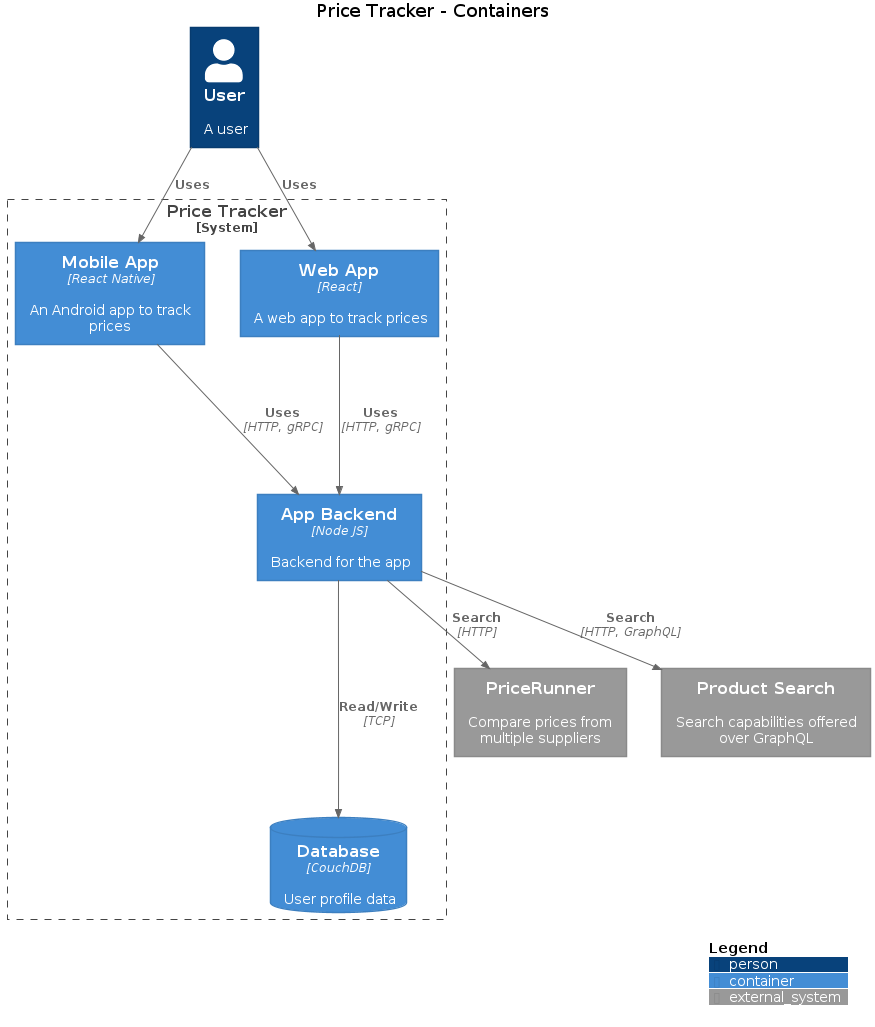 Price Tracker - Containers
User
A user
Uses
Uses
Price Tracker
[System]
Mobile App
[React Native]
An Android app to track
prices
Web App
[React]
A web app to track prices
Uses
[HTTP, gRPC]
Uses
[HTTP, gRPC]
App Backend
[Node JS]
Backend for the app
Search
[HTTP]
Search
[HTTP, GraphQL]
PriceRunner
Compare prices from
multiple suppliers
Product Search
Search capabilities offered
over GraphQL
Read/Write
[TCP]
Database
[CouchDB]
User profile data
Legend
person
container
external_system